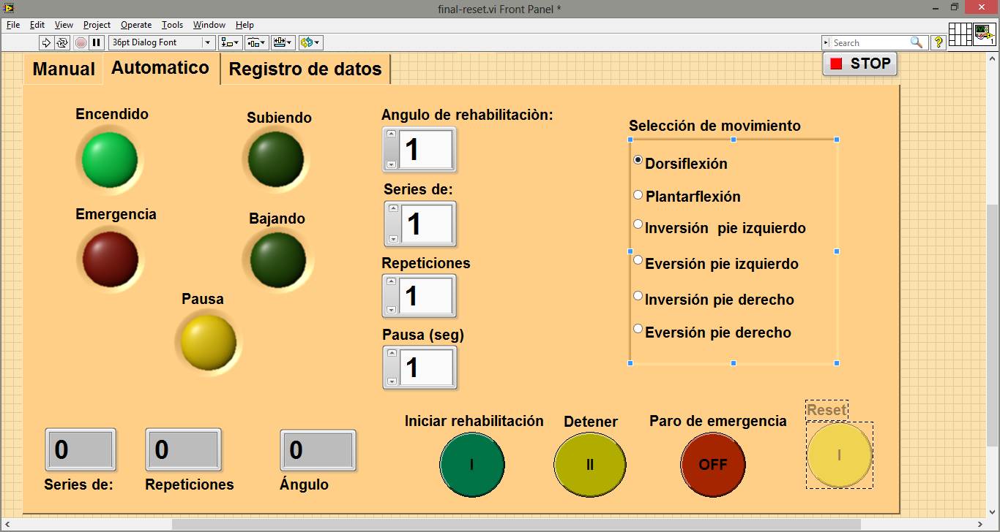 final-reset.vi Front Panel *
File Edit View Project Operate Tools Window Help
36pt Dialog Font
Search
1
Manual
Automatico
Registro de datos
STOP
Encendido
Subiendo
Emergencia
Bajando
Pausa
Angulo de rehabilitaciòn:
1
Series de:
1
Repeticiones
1
Pausa (seg)
1
Selección de movimiento
Dorsiflexión
Plantarflexión
Inversión  pie izquierdo
Eversión pie izquierdo
Inversión pie derecho
Eversión pie derecho
0
Series de:
0
Repeticiones
0
Ángulo
Iniciar rehabilitación
I
Detener
II
Paro de emergencia
OFF
Reset
I